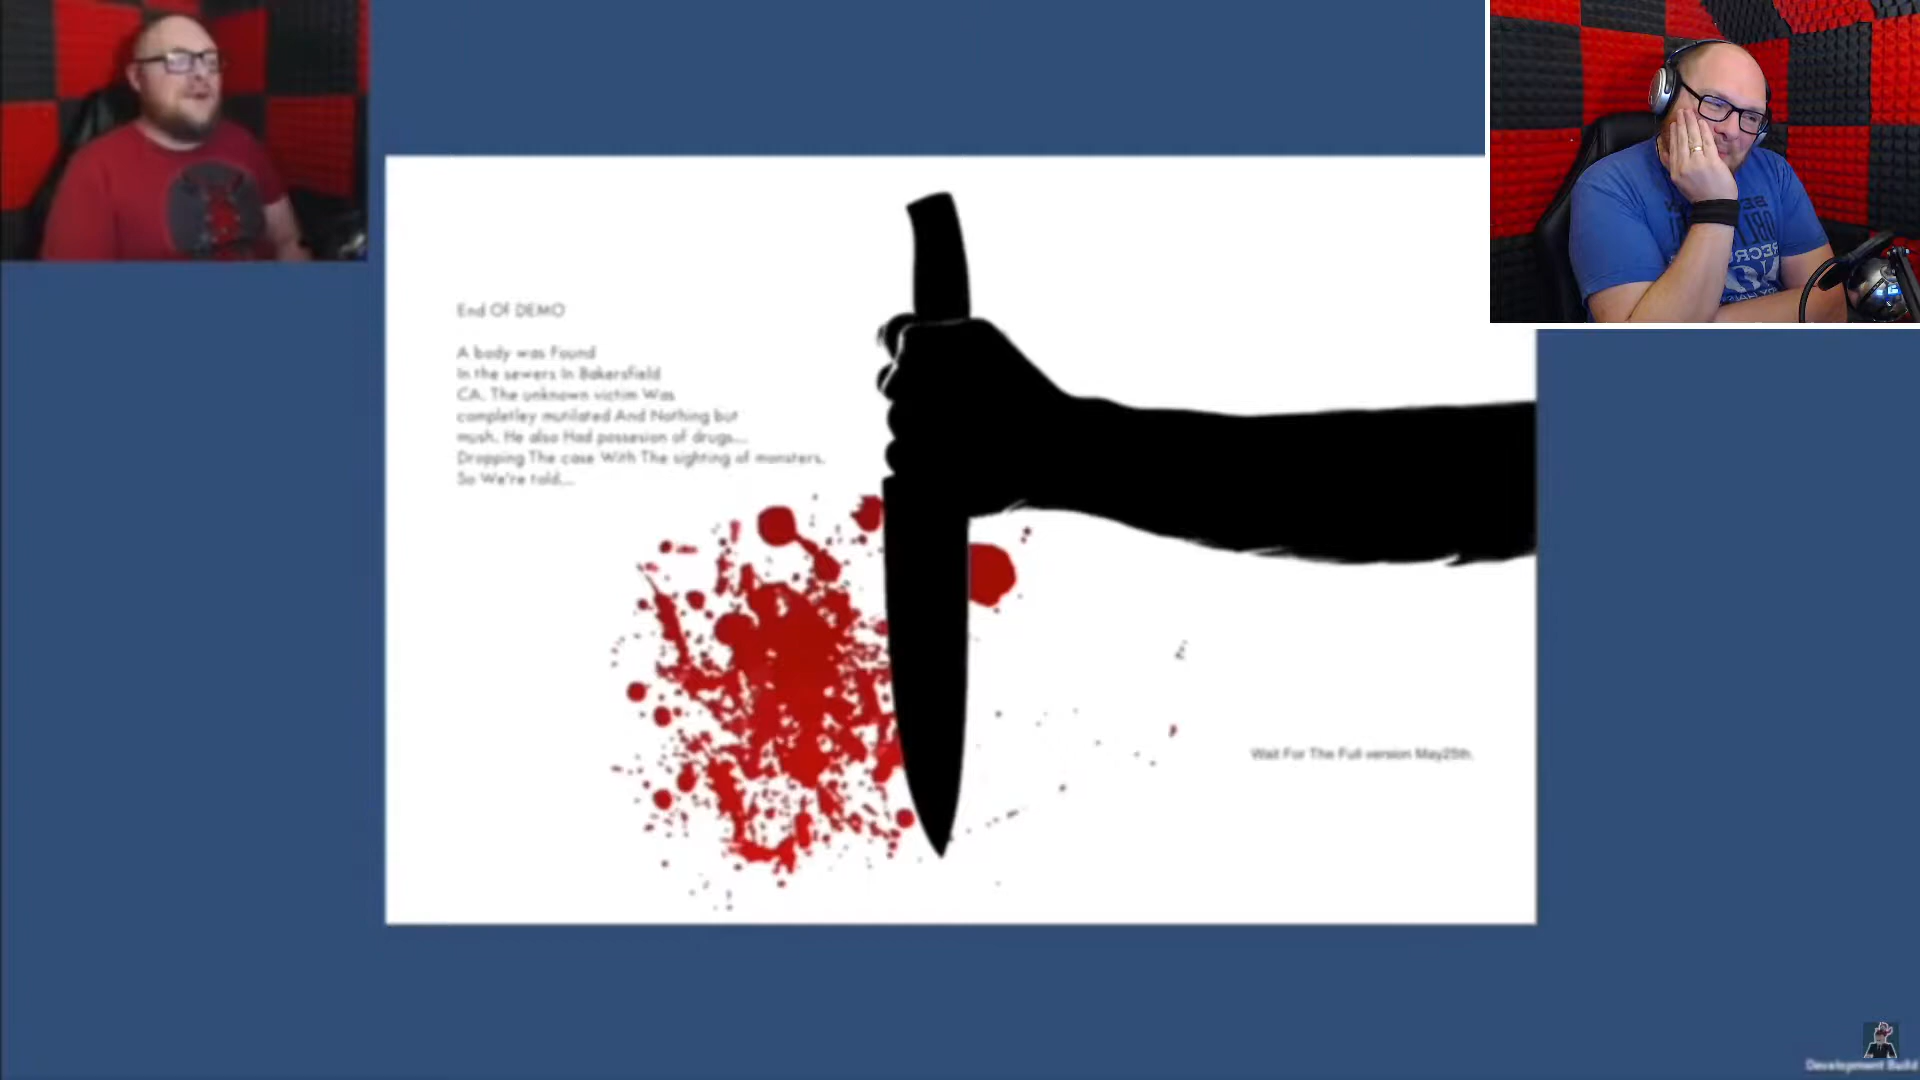 End Of DEMO
A body was Found
In the sewers In Bakersfield
CA. The unknown victim Was
completley mutilated And Nothing but
mush. He also Had possesion of drugs...
Dropping The case With The sighting of monsters.
So We're told...
Wait For The Full version May25th.
Development Build